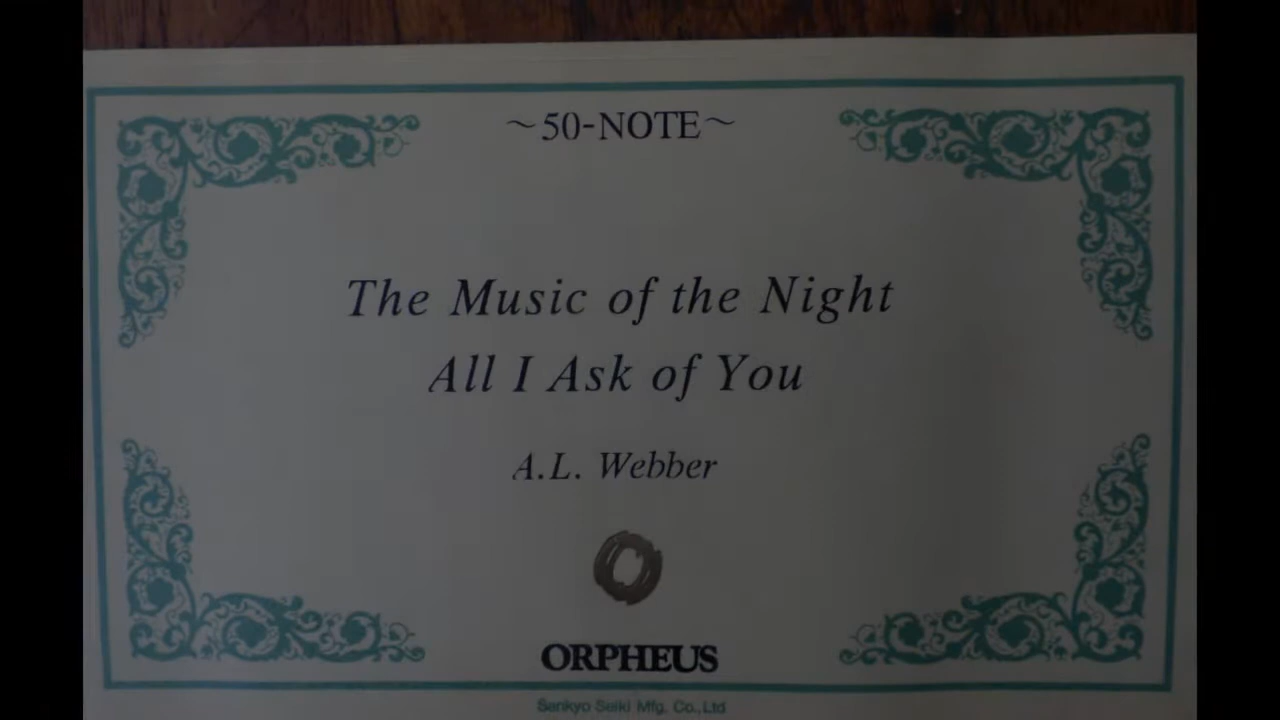 ~50-NOTE~
The Music of the Night
All I Ask of You
A.L. Webber
ORPHEUS
Sankyo Seiki Mfg. Co.,Ltd